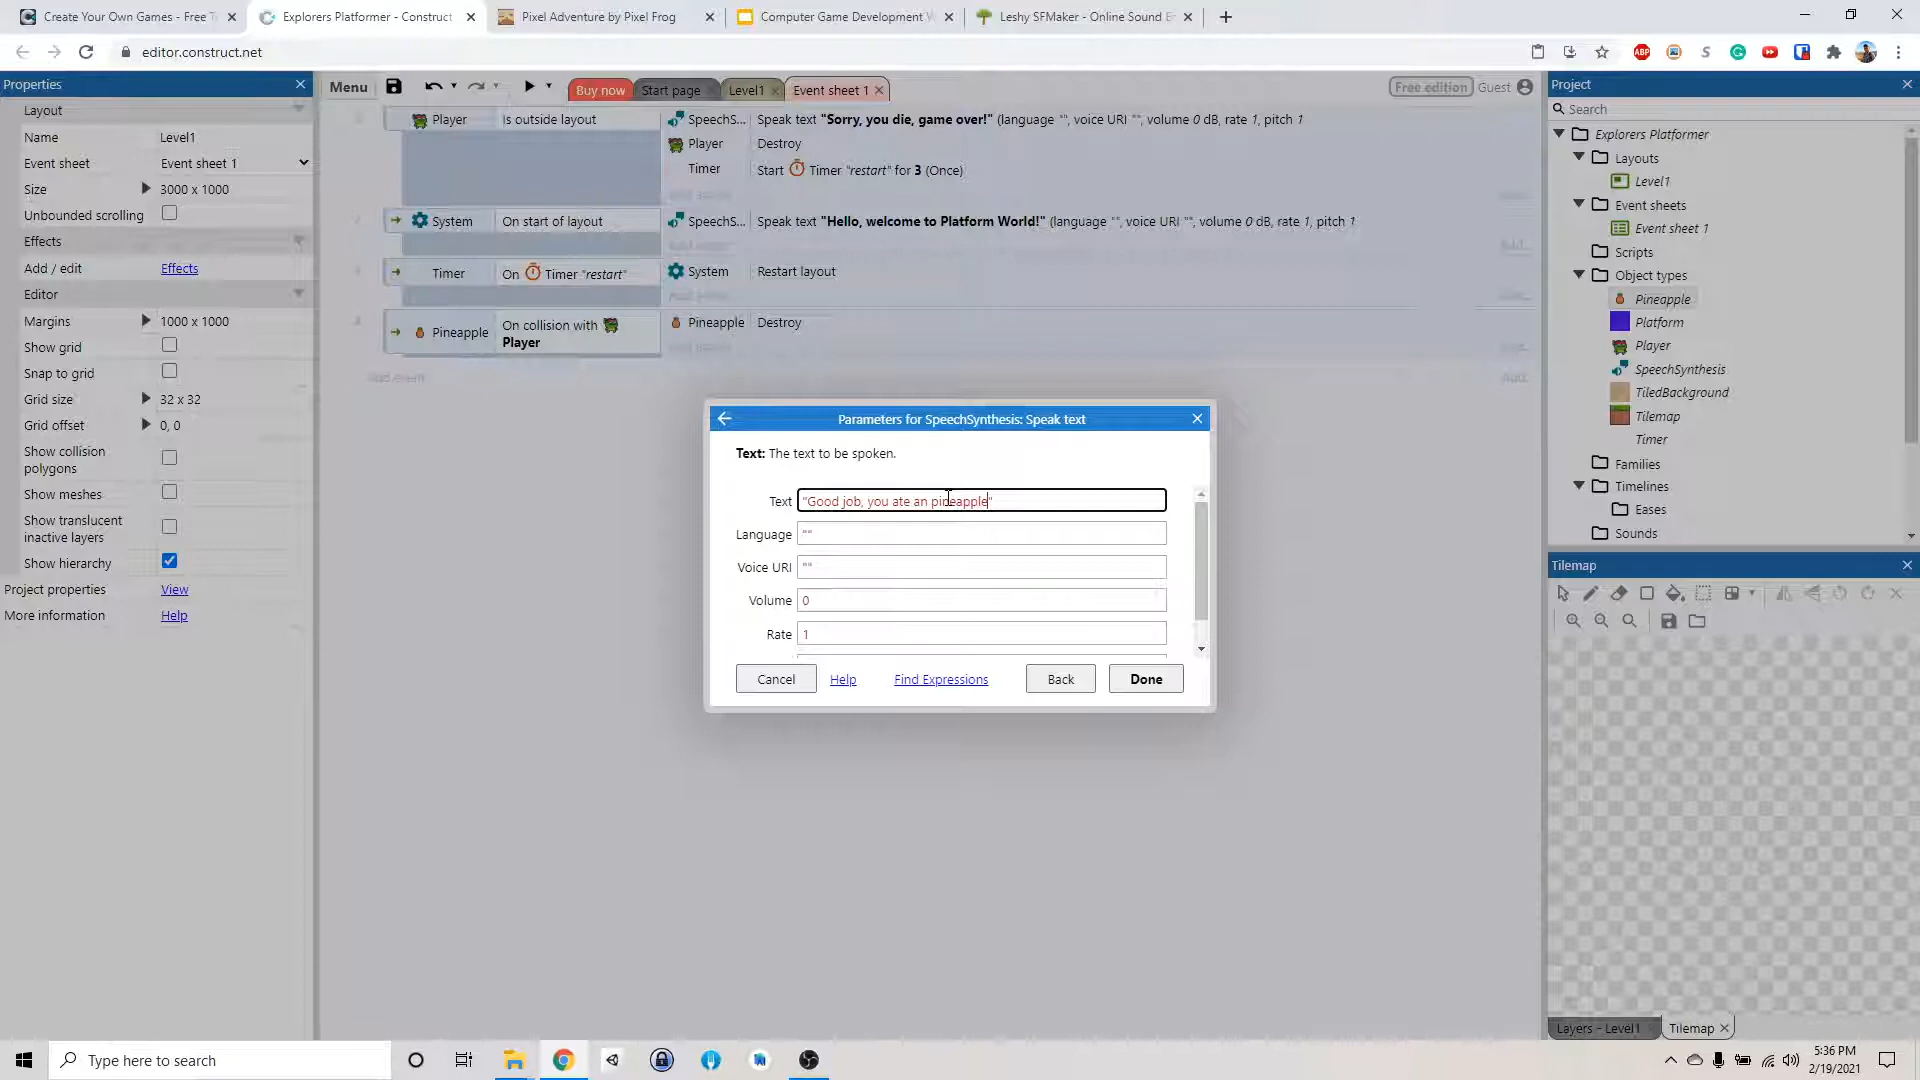 Create Your Own Games - Free T
Explorers Platformer - Construct
Pixel Adventure by Pixel Frog
Computer Game Development
Leshy SFMaker - Online Sound E
editor.construct.net
ABP
Properties
Layout
Name Level1
Event sheet Event sheet 1
Size 3000 x 1000
Unbounded scrolling
Effects
Add / edit Effects
Editor
Margins 1000 x 1000
Show grid
Snap to grid
Grid size 32 x 32
Grid offset 0, 0
Show collision
polygons
Show meshes
Show translucent
inactive layers
Show hierarchy
Project properties View
More information Help
Menu
Buy now
Start page
Level1
Event sheet 1
Free edition
Guest
Player Is outside layout
SpeechS... Speak text "Sorry, you die, game over!" (language "", voice URI "", volume 0 dB, rate 1, pitch 1
Player Destroy
Timer Start Timer "restart" for 3 (Once)
System On start of layout
SpeechS... Speak text "Hello, welcome to Platform World!" (language "", voice URI "", volume 0 dB, rate 1, pitch 1
Timer On Timer "restart"
System Restart layout
Pineapple On collision with
Player
Pineapple Destroy
Add event
Add...
Parameters for SpeechSynthesis: Speak text
Text: The text to be spoken.
Text "Good job, you ate an pineapple"
Language ""
Voice URI ""
Volume 0
Rate 1
Cancel
Help
Find Expressions
Back
Done
Project
Search
Explorers Platformer
Layouts
Level1
Event sheets
Event sheet 1
Scripts
Object types
Pineapple
Platform
Player
SpeechSynthesis
TiledBackground
Tilemap
Timer
Families
Timelines
Eases
Sounds
Tilemap
Layers - Level1
Tilemap
Type here to search
5:36 PM
2/19/2021